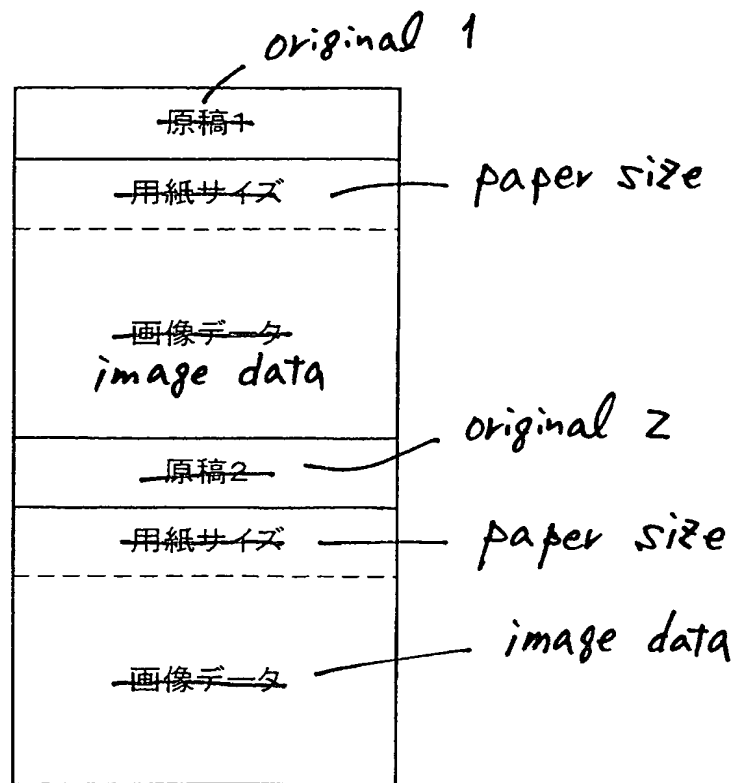 original 1
原稿1
用紙サイズ
paper size
画像データ
image data
original 2
原稿2
用紙サイズ
paper size
image data
画像データ